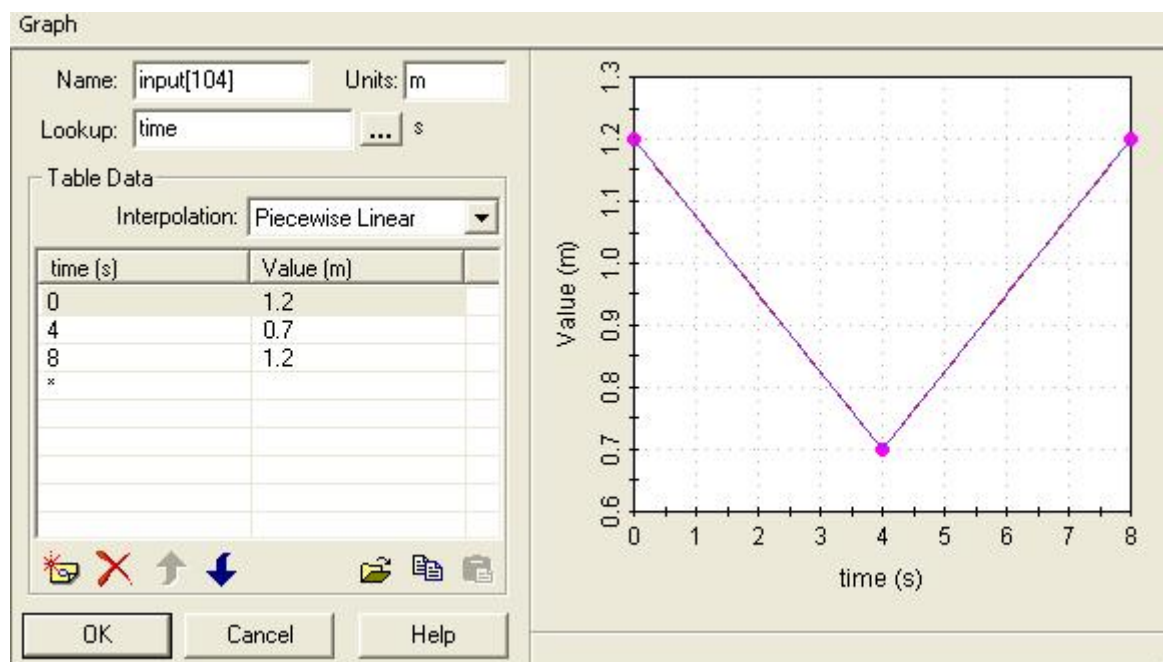 Graph
Name: input[104] Units: m
Lookup: time ... s
Table Data
Interpolation: Piecewise Linear
time (s) Value (m)
0 1.2
4 0.7
8 1.2
*
OK Cancel Help
Value (m)
1.3
1.2
1.1
1.0
0.9
0.8
0.7
0.6
0 1 2 3 4 5 6 7 8
time (s)